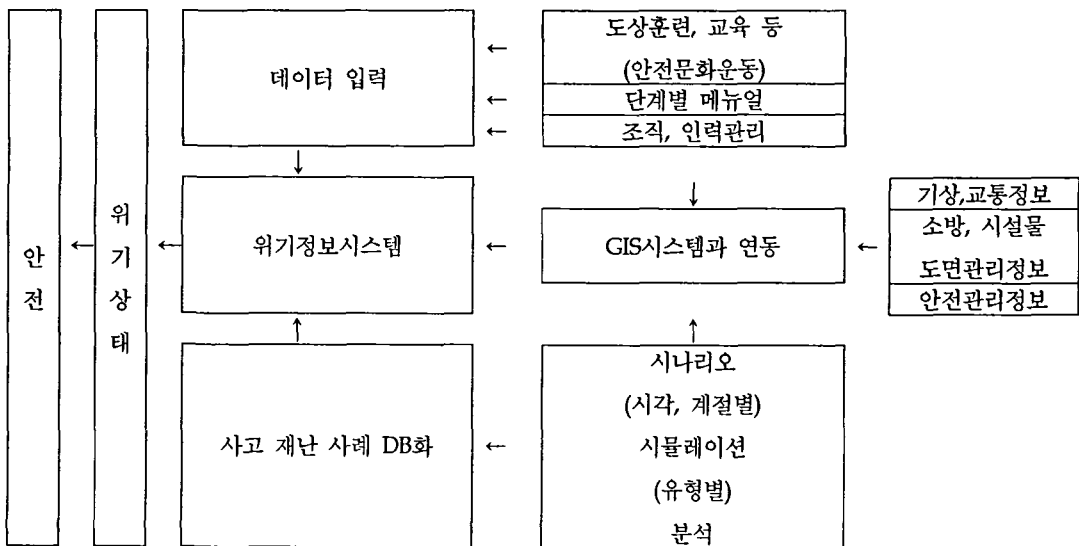 안
전
위
기
상
태
데이터 입력
위기정보시스템
사고 재난 사례 DB화
도상훈련, 교육 등
(안전문화운동)
단계별 메뉴얼
조직, 인력관리
GIS시스템과 연동
시나리오
(시각, 계절별)
시뮬레이션
(유형별)
분석
기상,교통정보
소방, 시설물
도면관리정보
안전관리정보